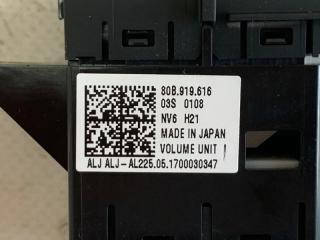 80B.919.616
03S 0108
NV6 H21
MADE IN JAPAN
VOLUME UNIT
ALJ ALJ-AL225.05.1700030347